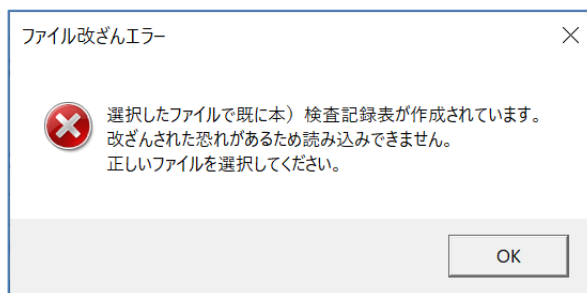 ファイル改ざんエラー
選択したファイルで既に本）検査記録表が作成されています。
改ざんされた恐れがあるため読み込みできません。
正しいファイルを選択してください。
OK